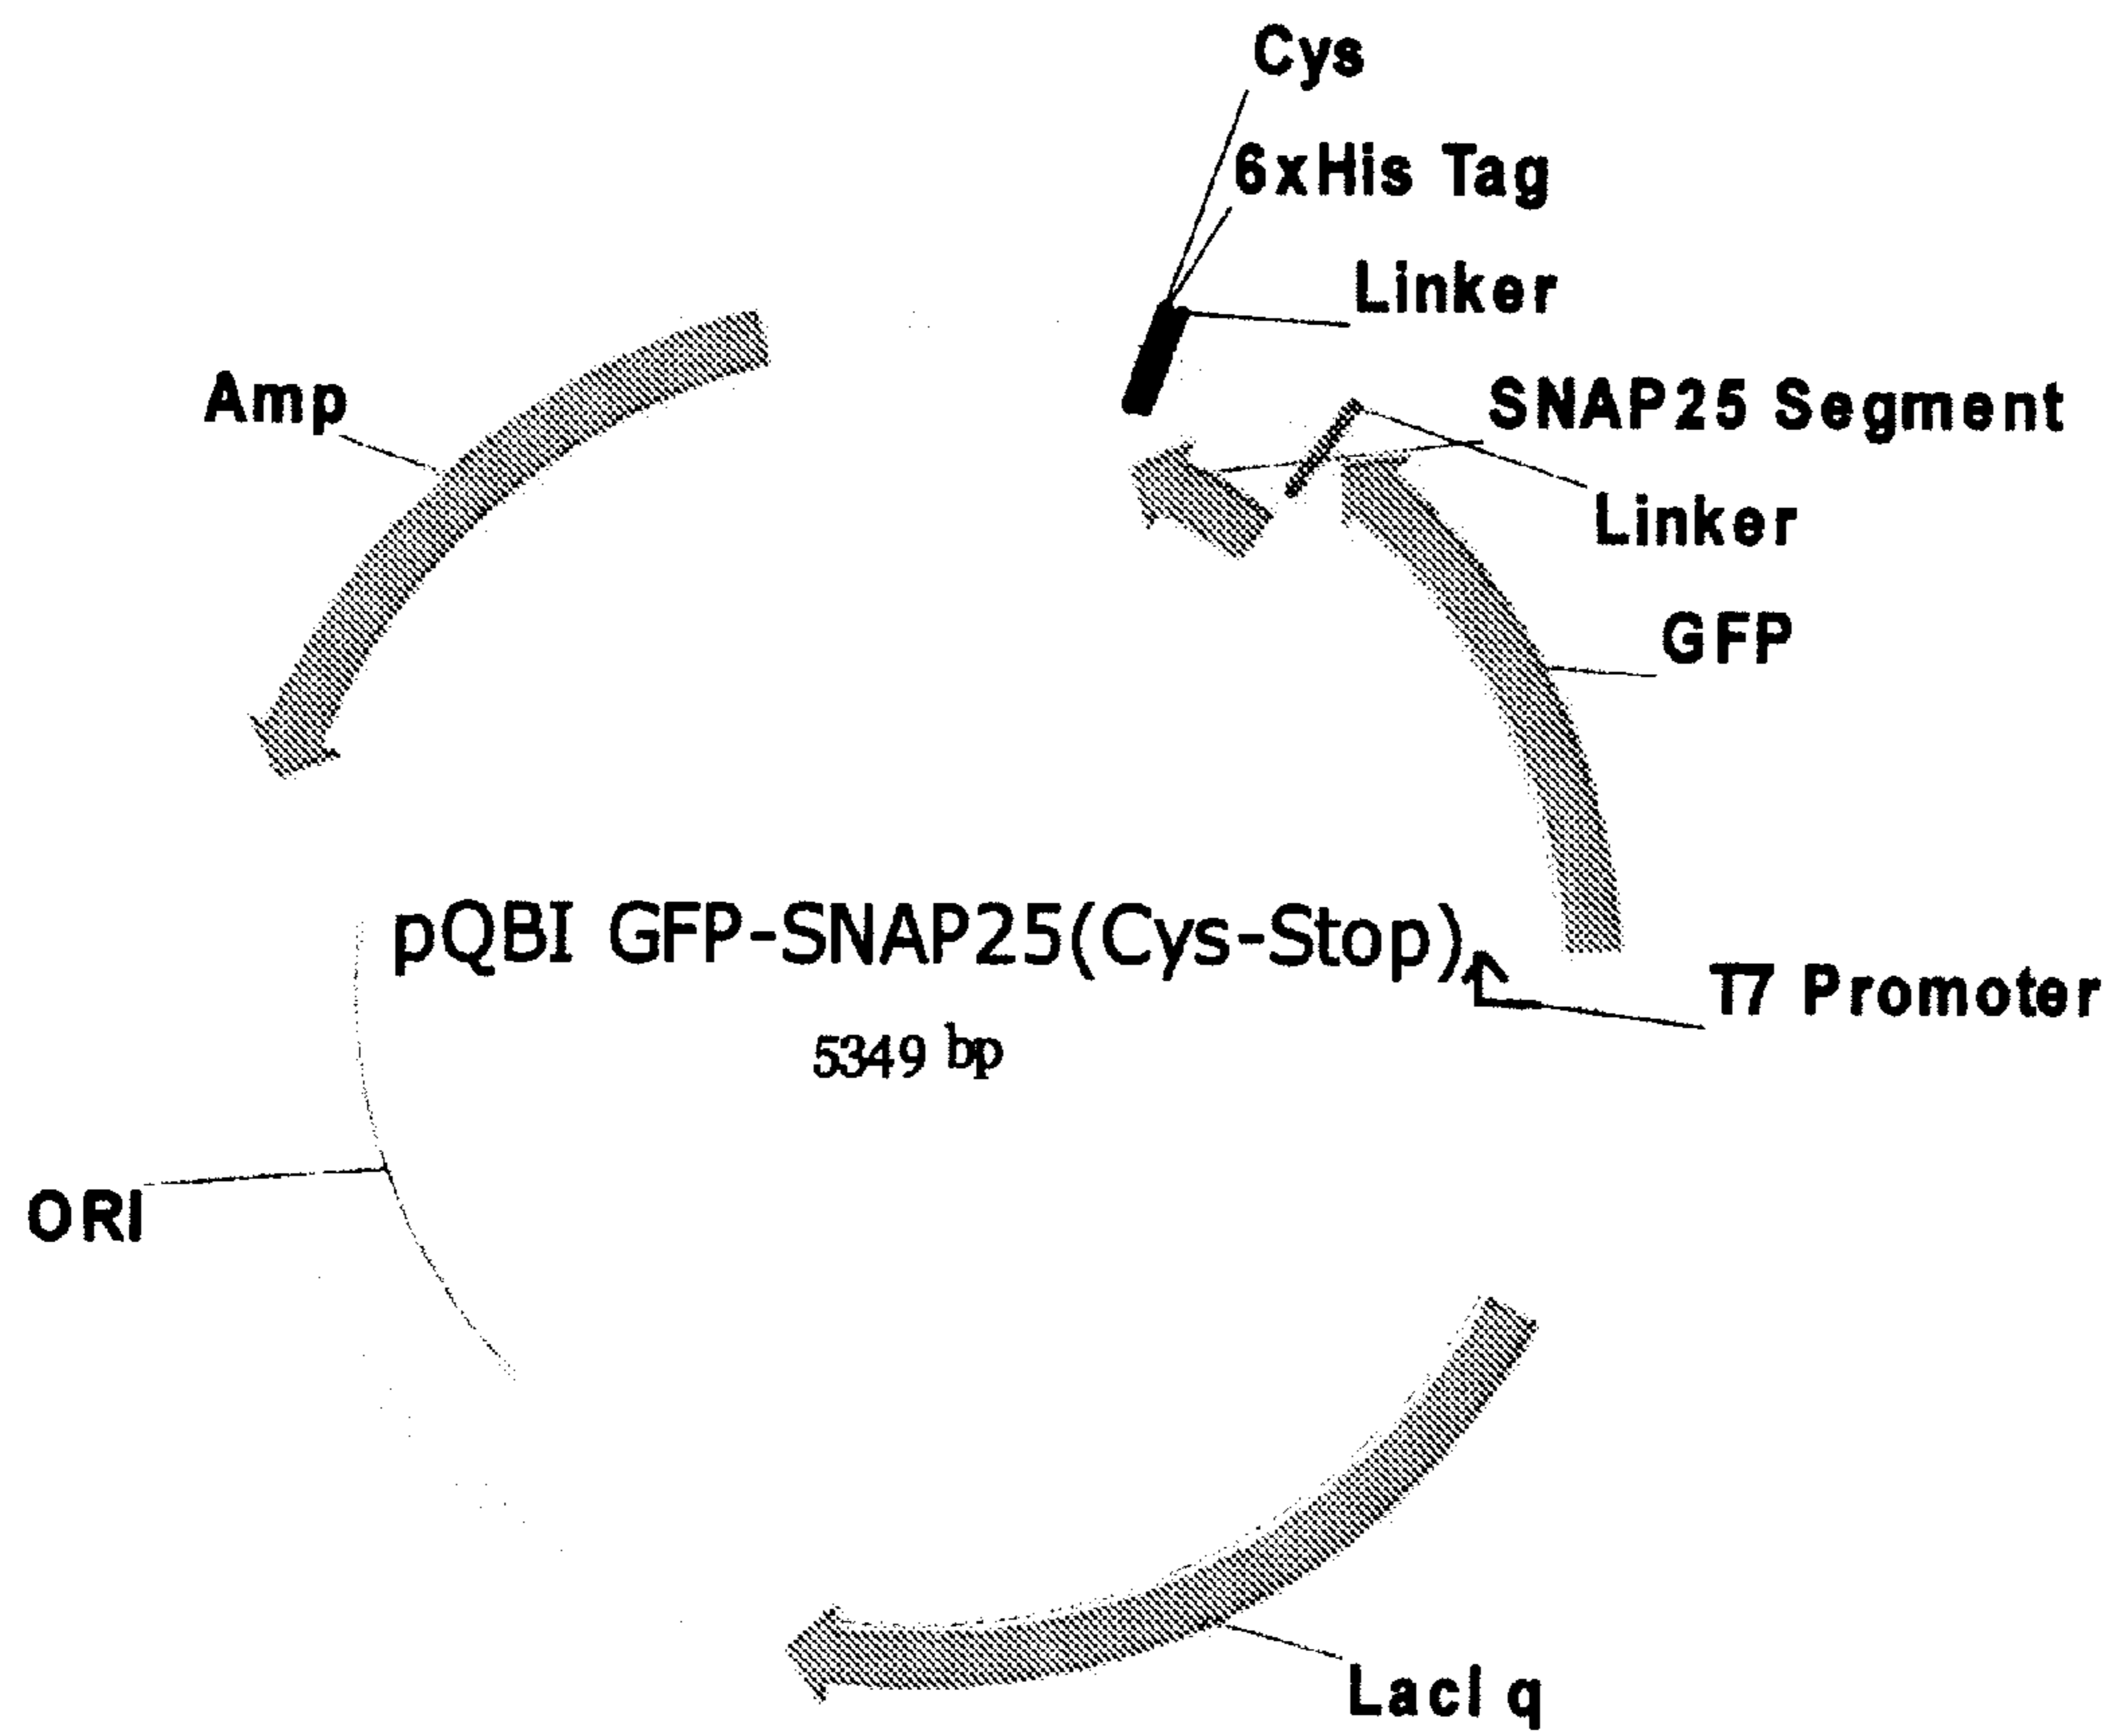 Cys
6xHis Tag
Linker
Amp
SNAP25 Segment
Linker
GFP
pQBI GFP-SNAP25(Cys-Stop)
T7 Promoter
5349 bp
ORI
LacI q